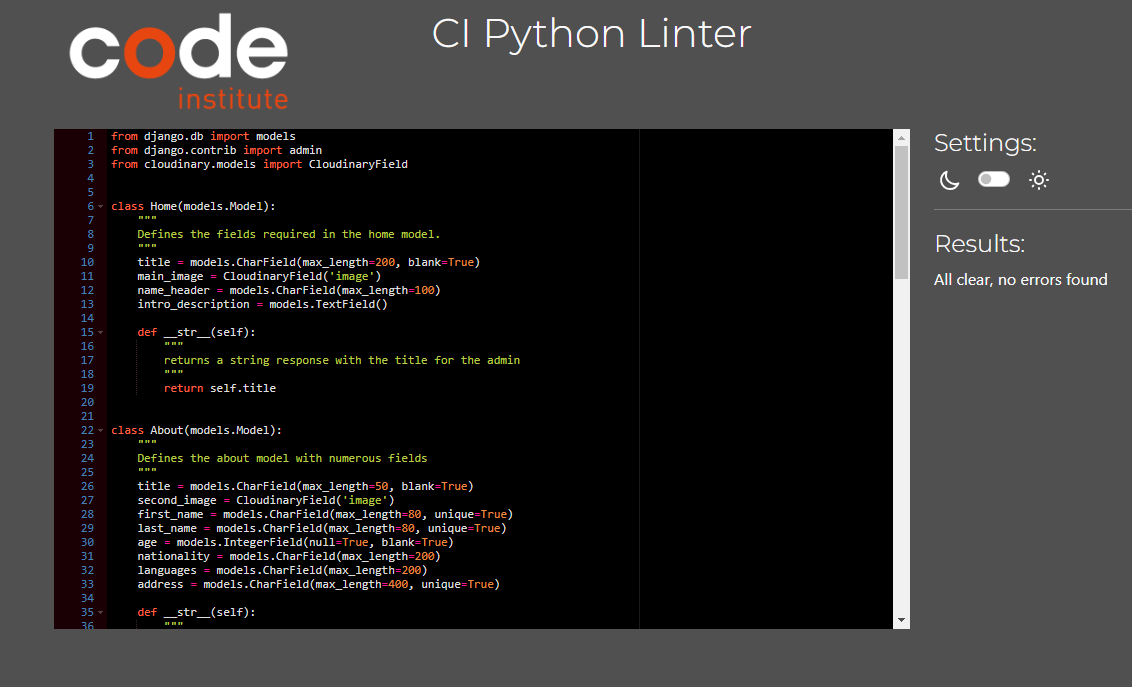 code
institute
CI Python Linter
1 from django.db import models
2 from django.contrib import admin
3 from cloudinary.models import CloudinaryField
4
5
6 class Home(models.Model):
7     """
8     Defines the fields required in the home model.
9     """
10     title = models.CharField(max_length=200, blank=True)
11     main_image = CloudinaryField('image')
12     name_header = models.CharField(max_length=100)
13     intro_description = models.TextField()
14
15     def __str__(self):
16         """
17         returns a string response with the title for the admin
18         """
19         return self.title
20
21
22 class About(models.Model):
23     """
24     Defines the about model with numerous fields
25     """
26     title = models.CharField(max_length=50, blank=True)
27     second_image = CloudinaryField('image')
28     first_name = models.CharField(max_length=80, unique=True)
29     last_name = models.CharField(max_length=80, unique=True)
30     age = models.IntegerField(null=True, blank=True)
31     nationality = models.CharField(max_length=200)
32     languages = models.CharField(max_length=200)
33     address = models.CharField(max_length=400, unique=True)
34
35     def __str__(self):
36         """
Settings:
Results:
All clear, no errors found